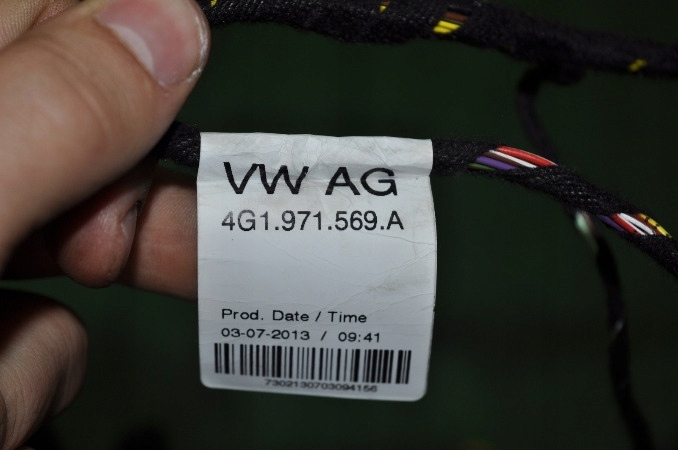 VW AG
4G1.971.569.A
Prod. Date / Time
03-07-2013 / 09:41
7302130703094156